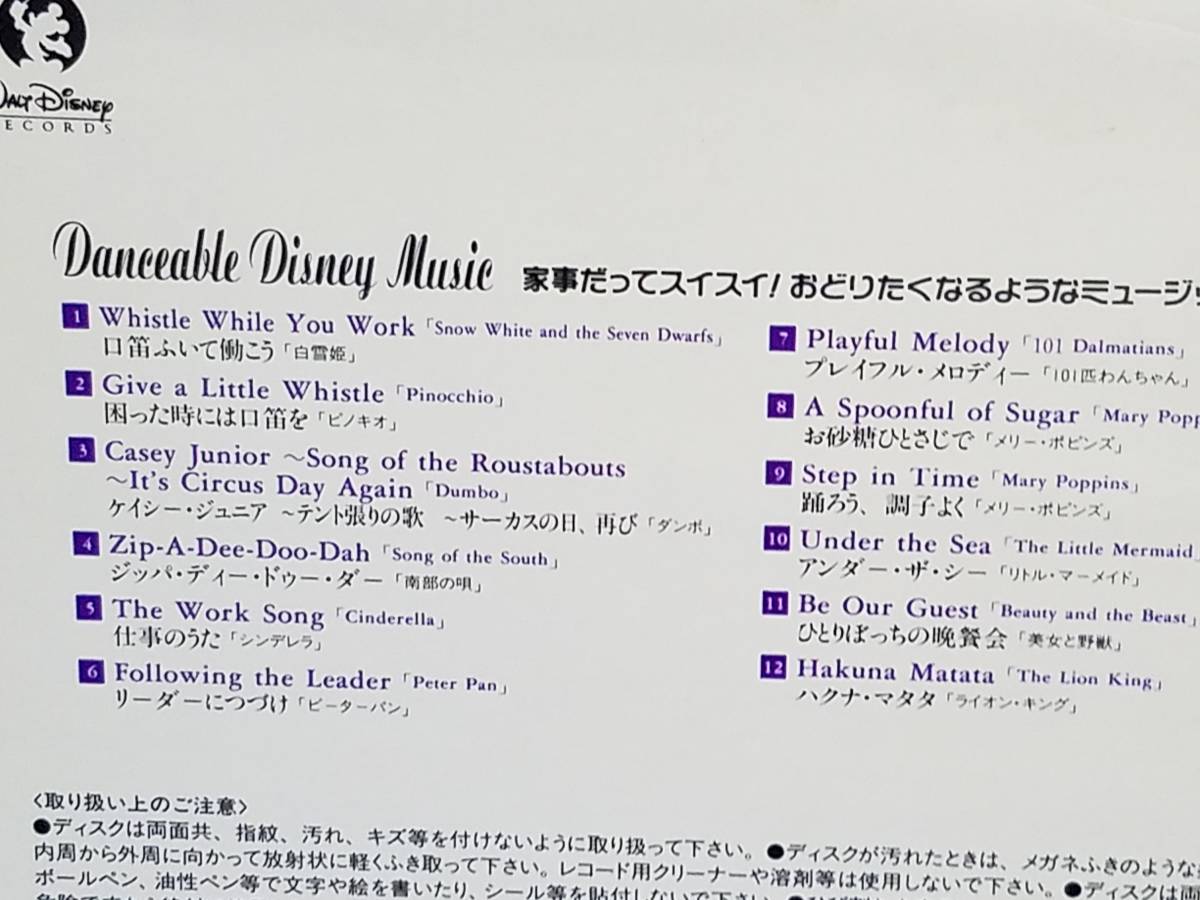 WALT DISNEY
RECORDS
Danceable Disney Music 家事だってスイスイ!おどりたくなるようなミュージッ
1 Whistle While You Work「Snow White and the Seven Dwarfs」
口笛ふいて働こう「白雪姫」
2 Give a Little Whistle「Pinocchio」
困った時には口笛を「ピノキオ」
3 Casey Junior ~Song of the Roustabouts
~It's Circus Day Again「Dumbo」
ケイシー・ジュニア ~テント張りの歌 ~サーカスの日、再び「ダンボ」
4 Zip-A-Dee-Doo-Dah「Song of the South」
ジッパ・ディー・ドゥー・ダー「南部の唄」
5 The Work Song「Cinderella」
仕事のうた「シンデレラ」
6 Following the Leader「Peter Pan」
リーダーにつづけ「ピーターパン」
7 Playful Melody「101 Dalmatians」
プレイフル・メロディー「101匹わんちゃん」
8 A Spoonful of Sugar「Mary Popp
お砂糖ひとさじで「メリー・ポピンズ」
9 Step in Time「Mary Poppins」
踊ろう、調子よく「メリー・ポピンズ」
10 Under the Sea「The Little Mermaid」
アンダー・ザ・シー「リトル・マーメイド」
11 Be Our Guest「Beauty and the Beast」
ひとりぼっちの晩餐会「美女と野獣」
12 Hakuna Matata「The Lion King」
ハクナ・マタタ「ライオン・キング」
〈取り扱い上のご注意〉
●ディスクは両面共、指紋、汚れ、キズ等を付けないように取り扱って下さい。●ディスクが汚れたときは、メガネふきのような
内周から外周に向かって放射状に軽くふき取って下さい。レコード用クリーナーや溶剤等は使用しないで下さい。●ディスクは両
ボールペン、油性ペン等で文字や絵を書いたり、シール等を貼付しないで下さい。